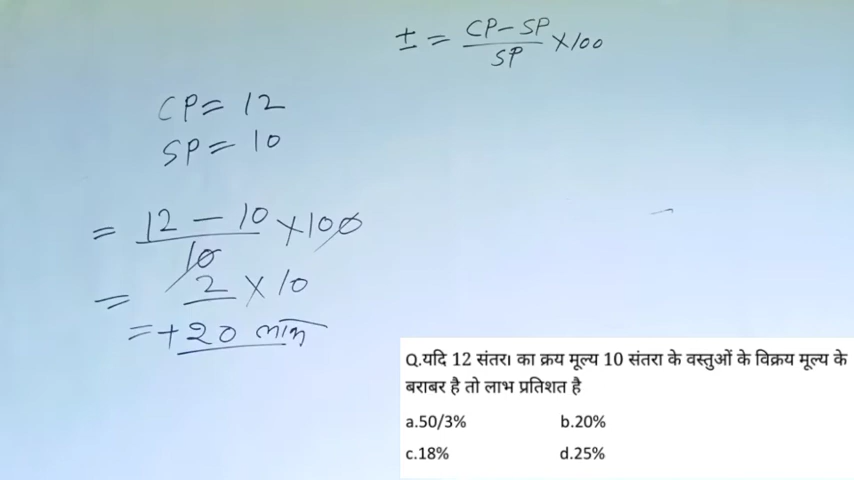 ± = CP-SP/SP ×100
CP= 12
SP= 10
= 12-10/10 ×100
= 2 × 10
= +20 लाभ
Q.यदि 12 संतरा का क्रय मूल्य 10 संतरा के वस्तुओं के विक्रय मूल्य के
बराबर है तो लाभ प्रतिशत है
a.50/3% b.20%
c.18% d.25%